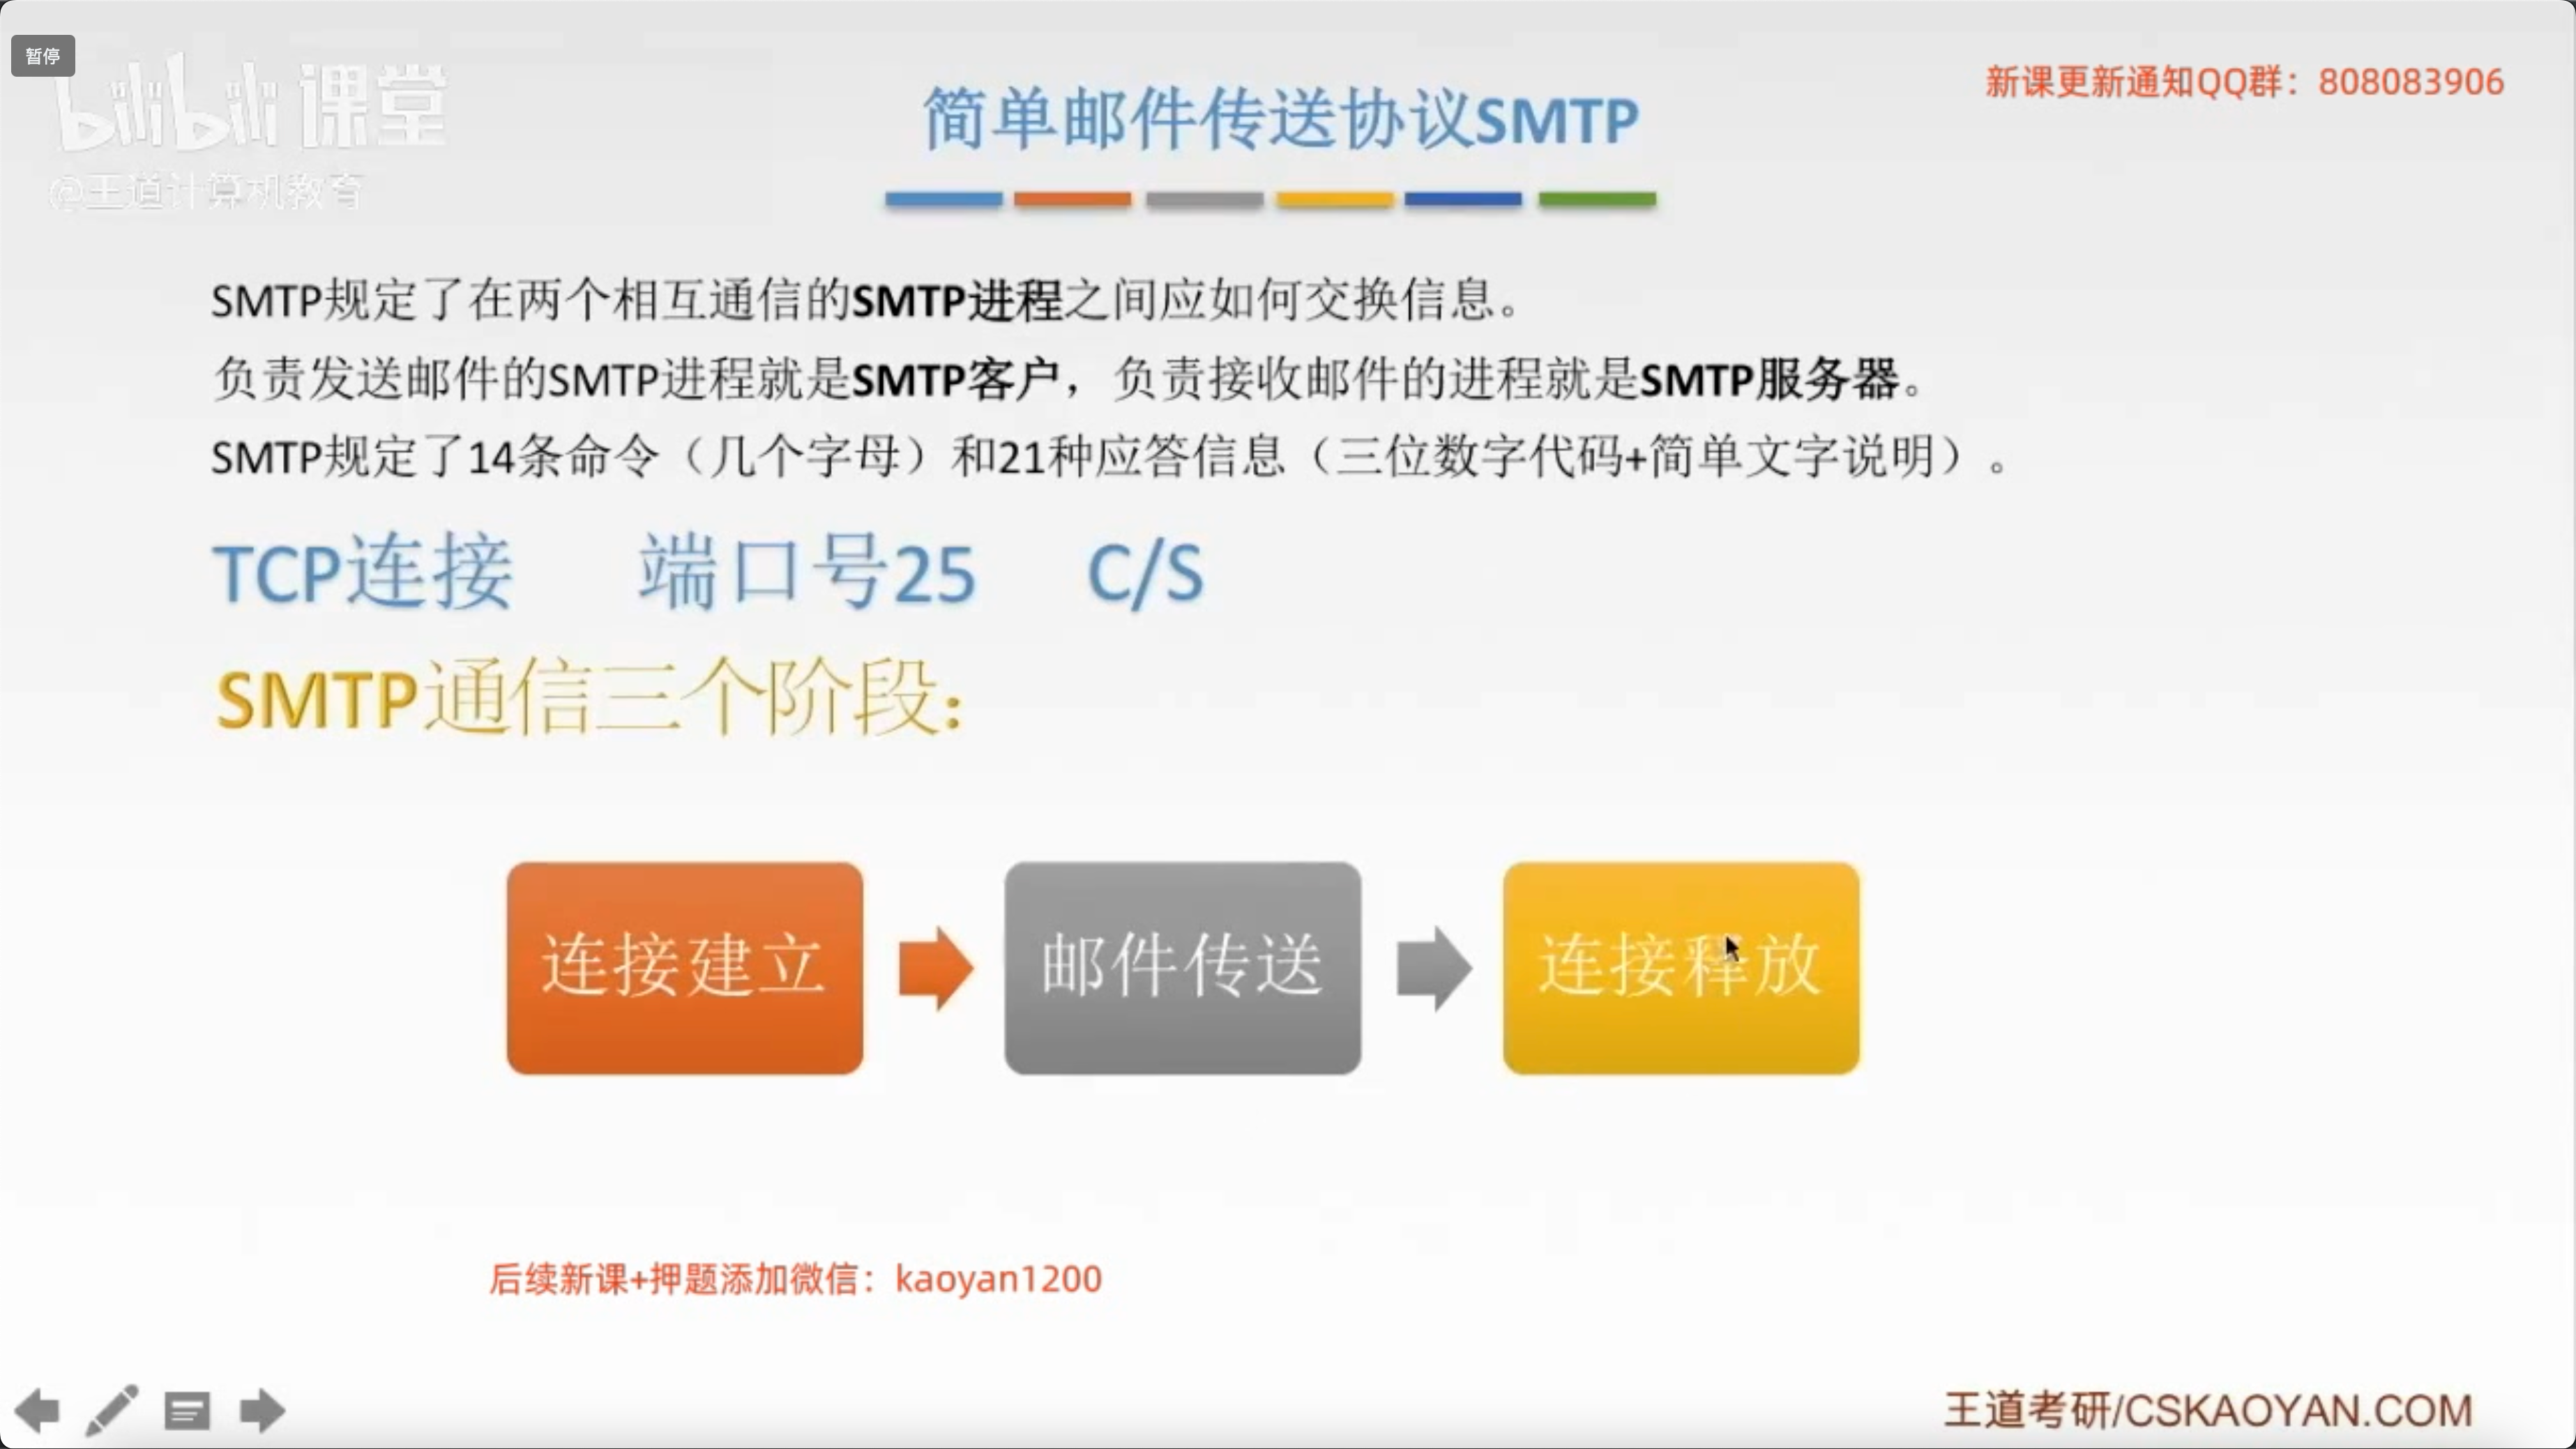 暂停
bilibili 课堂
@王道计算机教育
新课更新通知QQ群：808083906
简单邮件传送协议SMTP
SMTP规定了在两个相互通信的SMTP进程之间应如何交换信息。
负责发送邮件的SMTP进程就是SMTP客户，负责接收邮件的进程就是SMTP服务器。
SMTP规定了14条命令（几个字母）和21种应答信息（三位数字代码+简单文字说明）。
TCP连接 端口号25 C/S
SMTP通信三个阶段:
连接建立 邮件传送 连接释放
后续新课+押题添加微信：kaoyan1200
王道考研/CSKAOYAN.COM